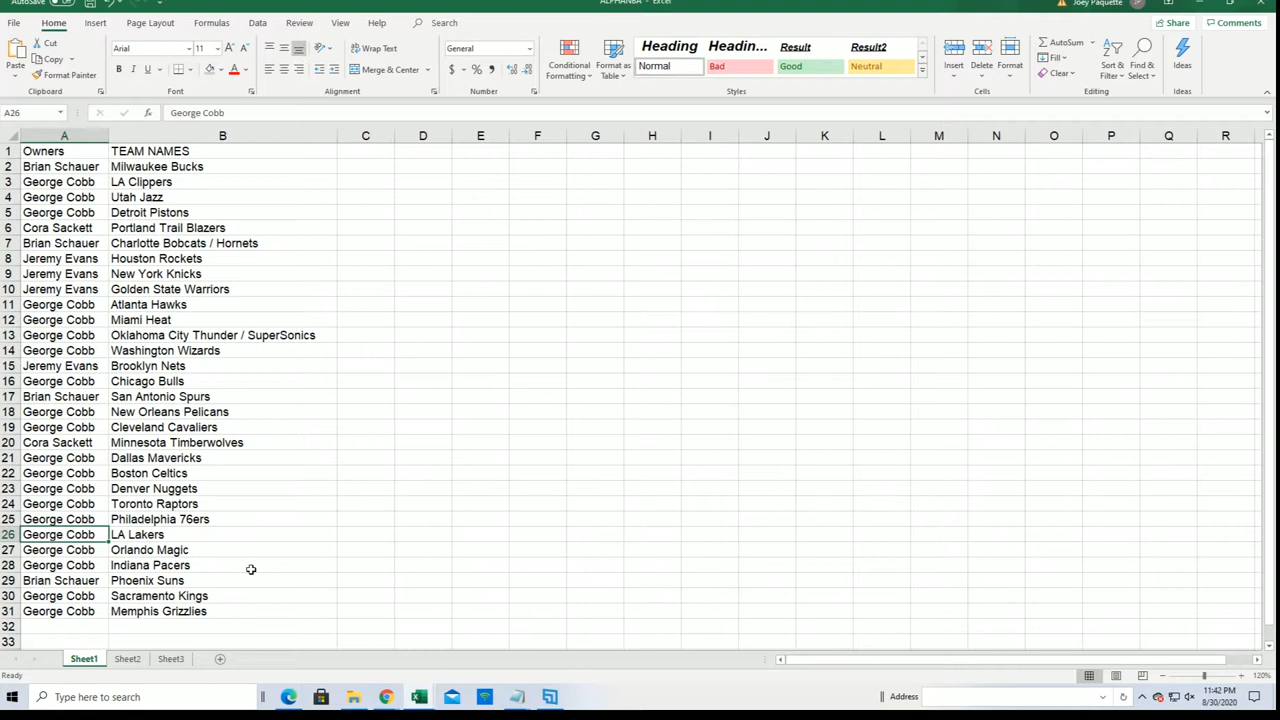 AutoSave Off ALPHANBA - Excel Joey Paquette JP
File Home Insert Page Layout Formulas Data Review View Help Search Share Comments
Paste Cut Copy Format Painter Clipboard
Arial 11 Font
Wrap Text Merge & Center Alignment
General Number
Conditional Formatting Format as Table
Heading Headin... Result Result2
Normal Bad Good Neutral
Styles
Insert Delete Format Cells
AutoSum Fill Clear Sort & Filter Find & Select Editing
Ideas Ideas
A26 fx George Cobb
A B C D E F G H I J K L M N O P Q R
1 Owners TEAM NAMES
2 Brian Schauer Milwaukee Bucks
3 George Cobb LA Clippers
4 George Cobb Utah Jazz
5 George Cobb Detroit Pistons
6 Cora Sackett Portland Trail Blazers
7 Brian Schauer Charlotte Bobcats / Hornets
8 Jeremy Evans Houston Rockets
9 Jeremy Evans New York Knicks
10 Jeremy Evans Golden State Warriors
11 George Cobb Atlanta Hawks
12 George Cobb Miami Heat
13 George Cobb Oklahoma City Thunder / SuperSonics
14 George Cobb Washington Wizards
15 Jeremy Evans Brooklyn Nets
16 George Cobb Chicago Bulls
17 Brian Schauer San Antonio Spurs
18 George Cobb New Orleans Pelicans
19 George Cobb Cleveland Cavaliers
20 Cora Sackett Minnesota Timberwolves
21 George Cobb Dallas Mavericks
22 George Cobb Boston Celtics
23 George Cobb Denver Nuggets
24 George Cobb Toronto Raptors
25 George Cobb Philadelphia 76ers
26 George Cobb LA Lakers
27 George Cobb Orlando Magic
28 George Cobb Indiana Pacers
29 Brian Schauer Phoenix Suns
30 George Cobb Sacramento Kings
31 George Cobb Memphis Grizzlies
32
33
Sheet1 Sheet2 Sheet3
Ready 120%
Type here to search Address 11:42 PM
8/30/2020